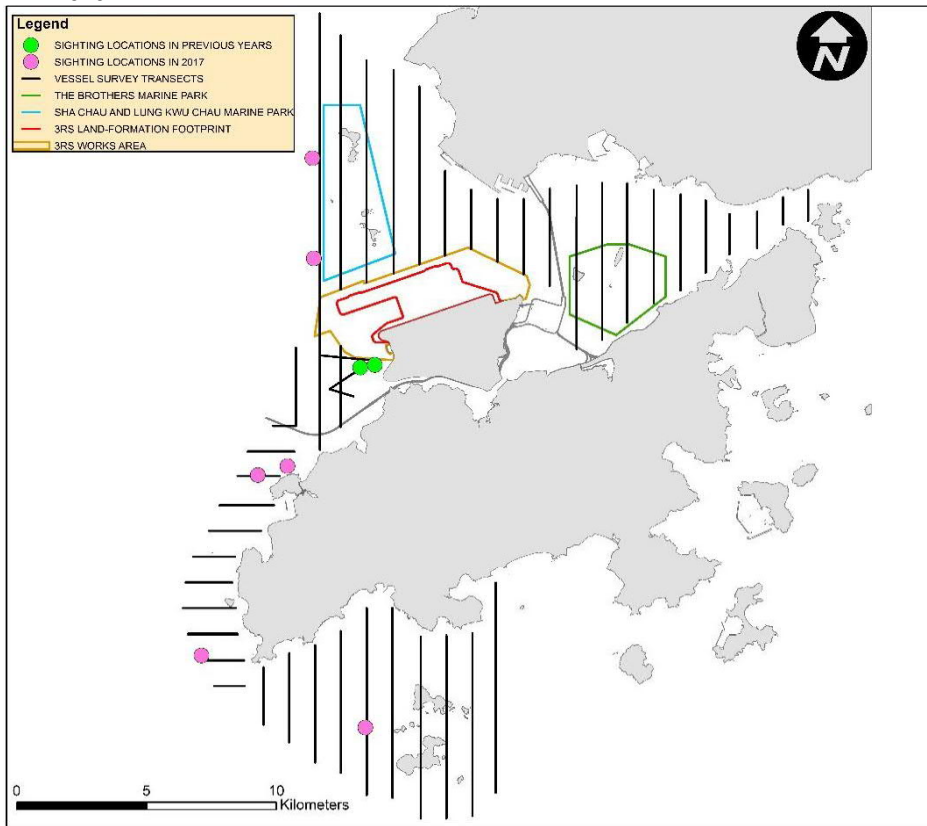 Legend
SIGHTING LOCATIONS IN PREVIOUS YEARS
SIGHTING LOCATIONS IN 2017
VESSEL SURVEY TRANSECTS
THE BROTHERS MARINE PARK
SHA CHAU AND LUNG KWU CHAU MARINE PARK
3RS LAND-FORMATION FOOTPRINT
3RS WORKS AREA
N
0 5 10
Kilometers